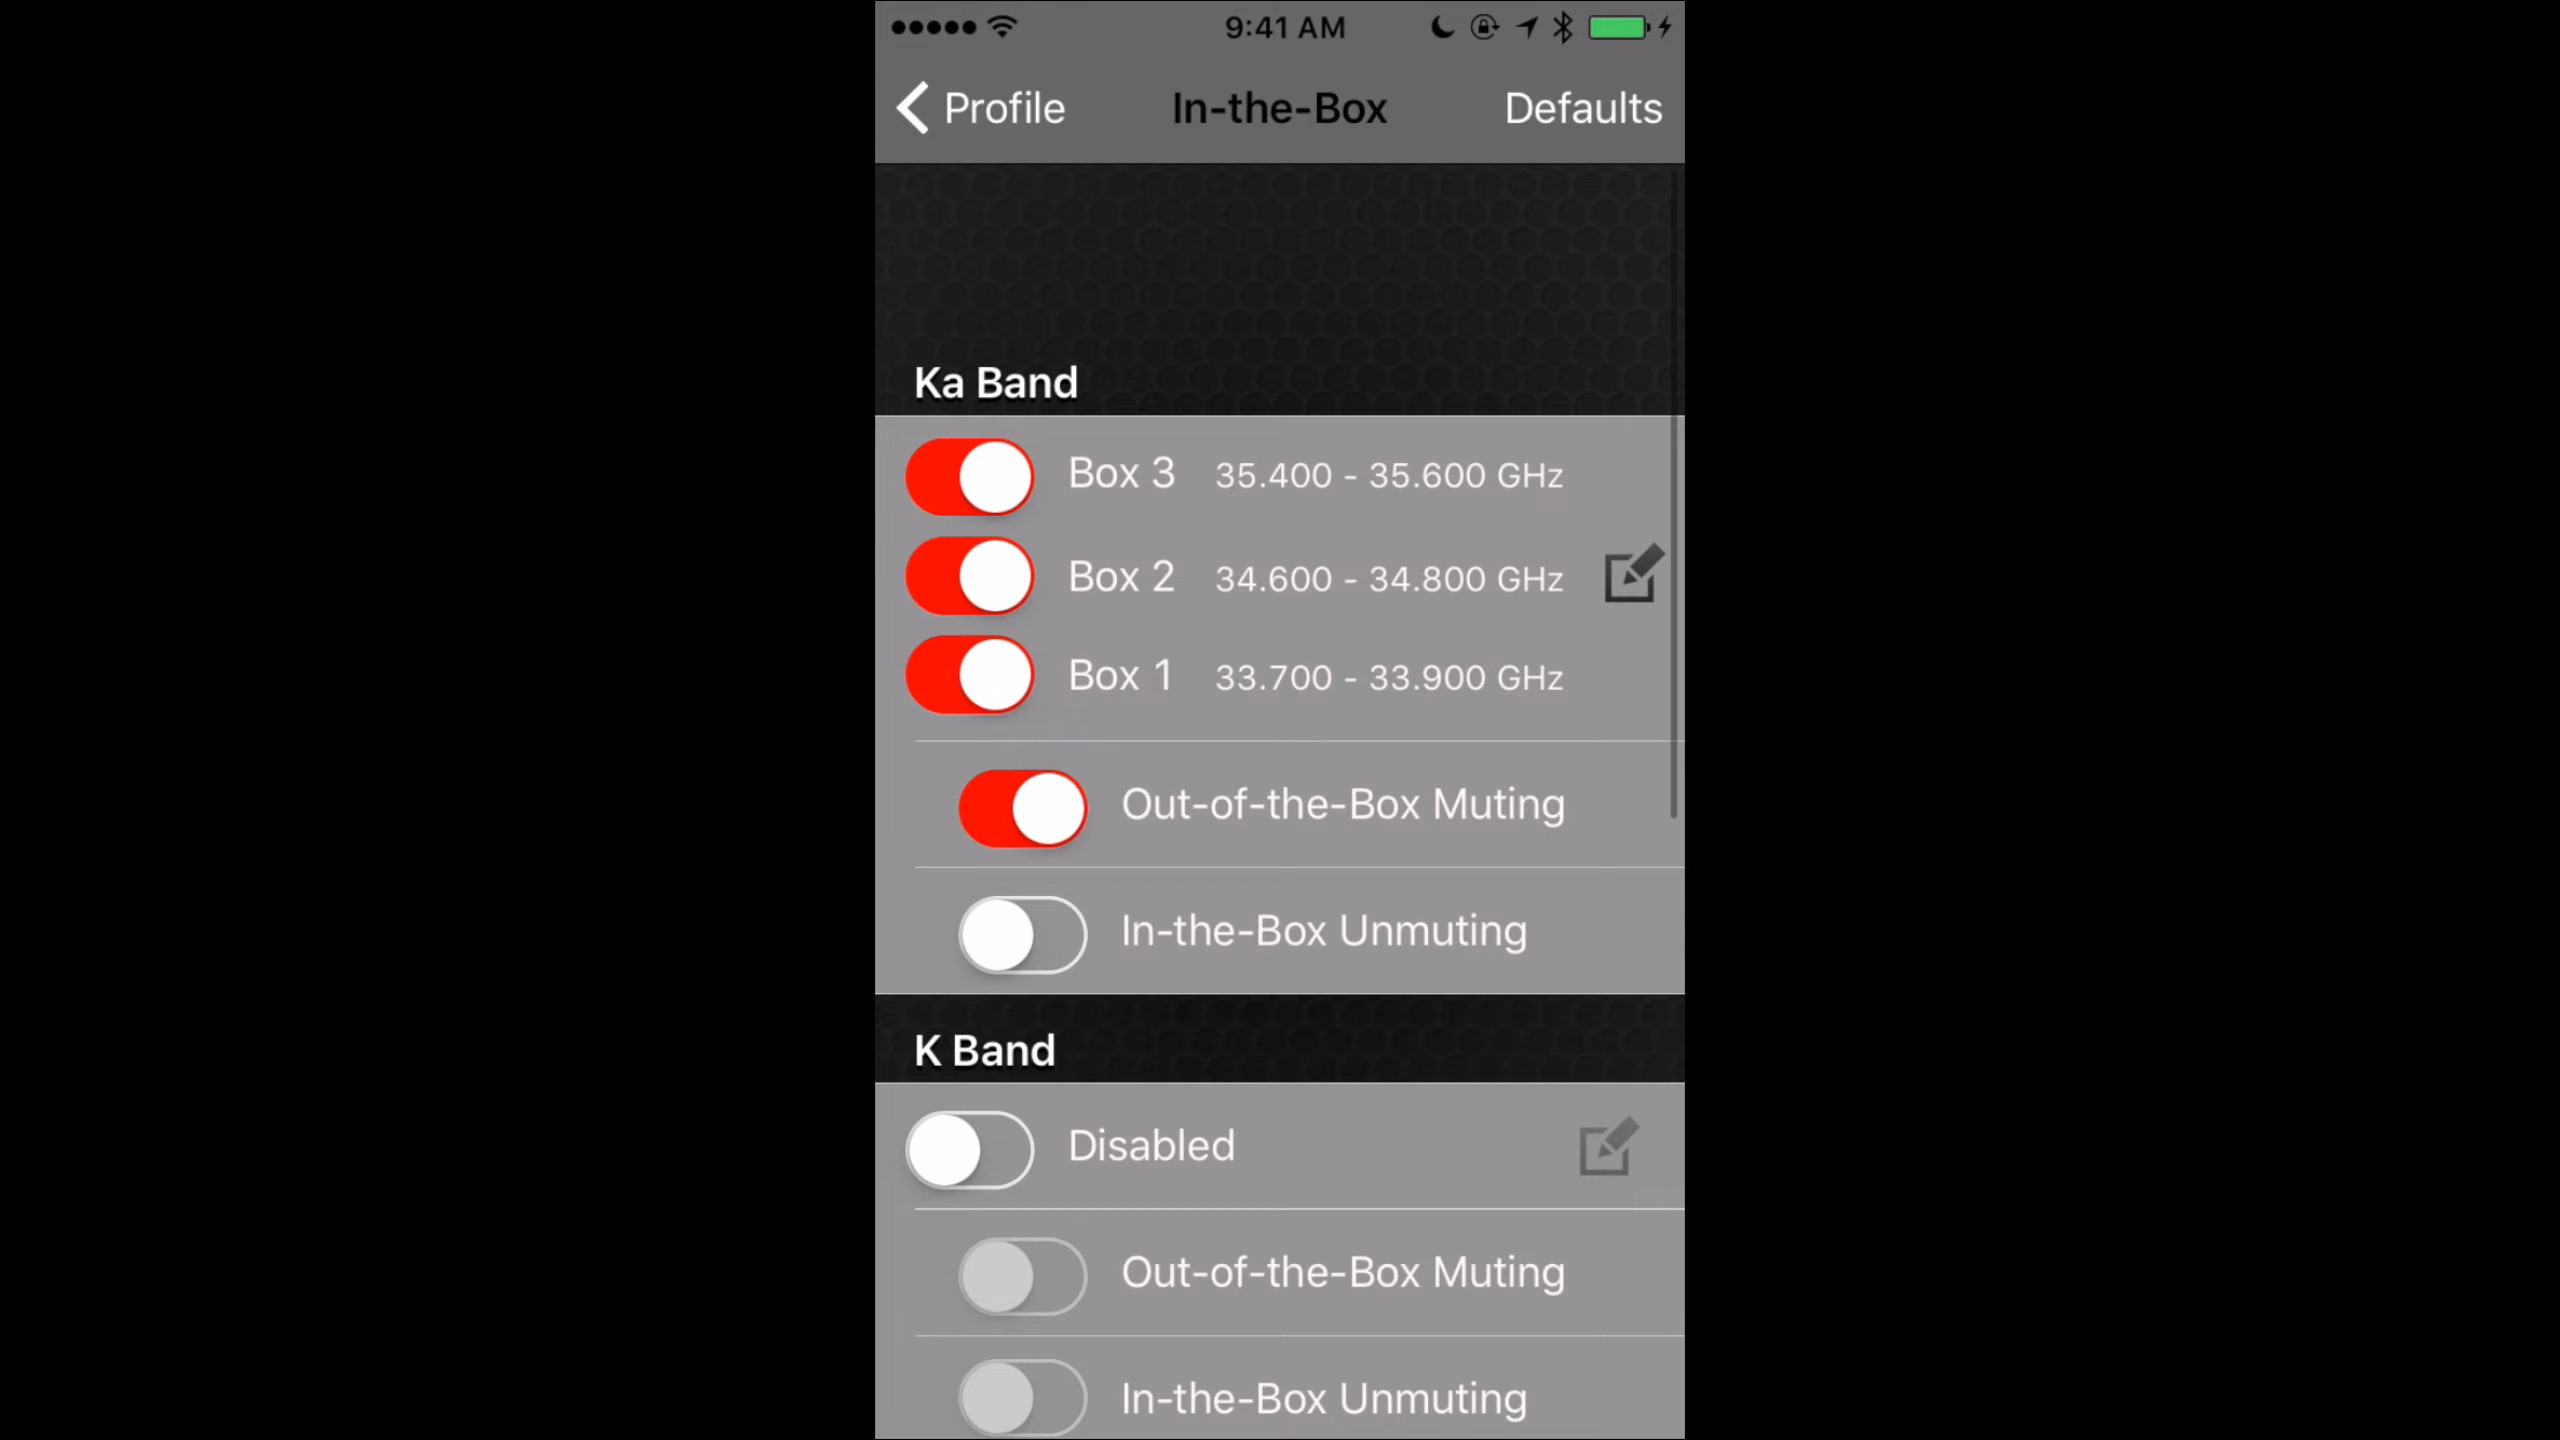 9:41 AM
Profile In-the-Box Defaults
Ka Band
Box 3 35.400 - 35.600 GHz
Box 2 34.600 - 34.800 GHz
Box 1 33.700 - 33.900 GHz
Out-of-the-Box Muting
In-the-Box Unmuting
K Band
Disabled
Out-of-the-Box Muting
In-the-Box Unmuting